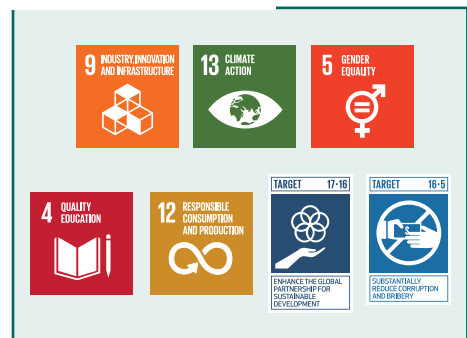 9 INDUSTRY, INNOVATION
AND INFRASTRUCTURE
13 CLIMATE
ACTION
5 GENDER
EQUALITY
4 QUALITY
EDUCATION
12 RESPONSIBLE
CONSUMPTION
AND PRODUCTION
TARGET 17·16
ENHANCE THE GLOBAL
PARTNERSHIP FOR
SUSTAINABLE
DEVELOPMENT
TARGET 16·5
SUBSTANTIALLY
REDUCE CORRUPTION
AND BRIBERY